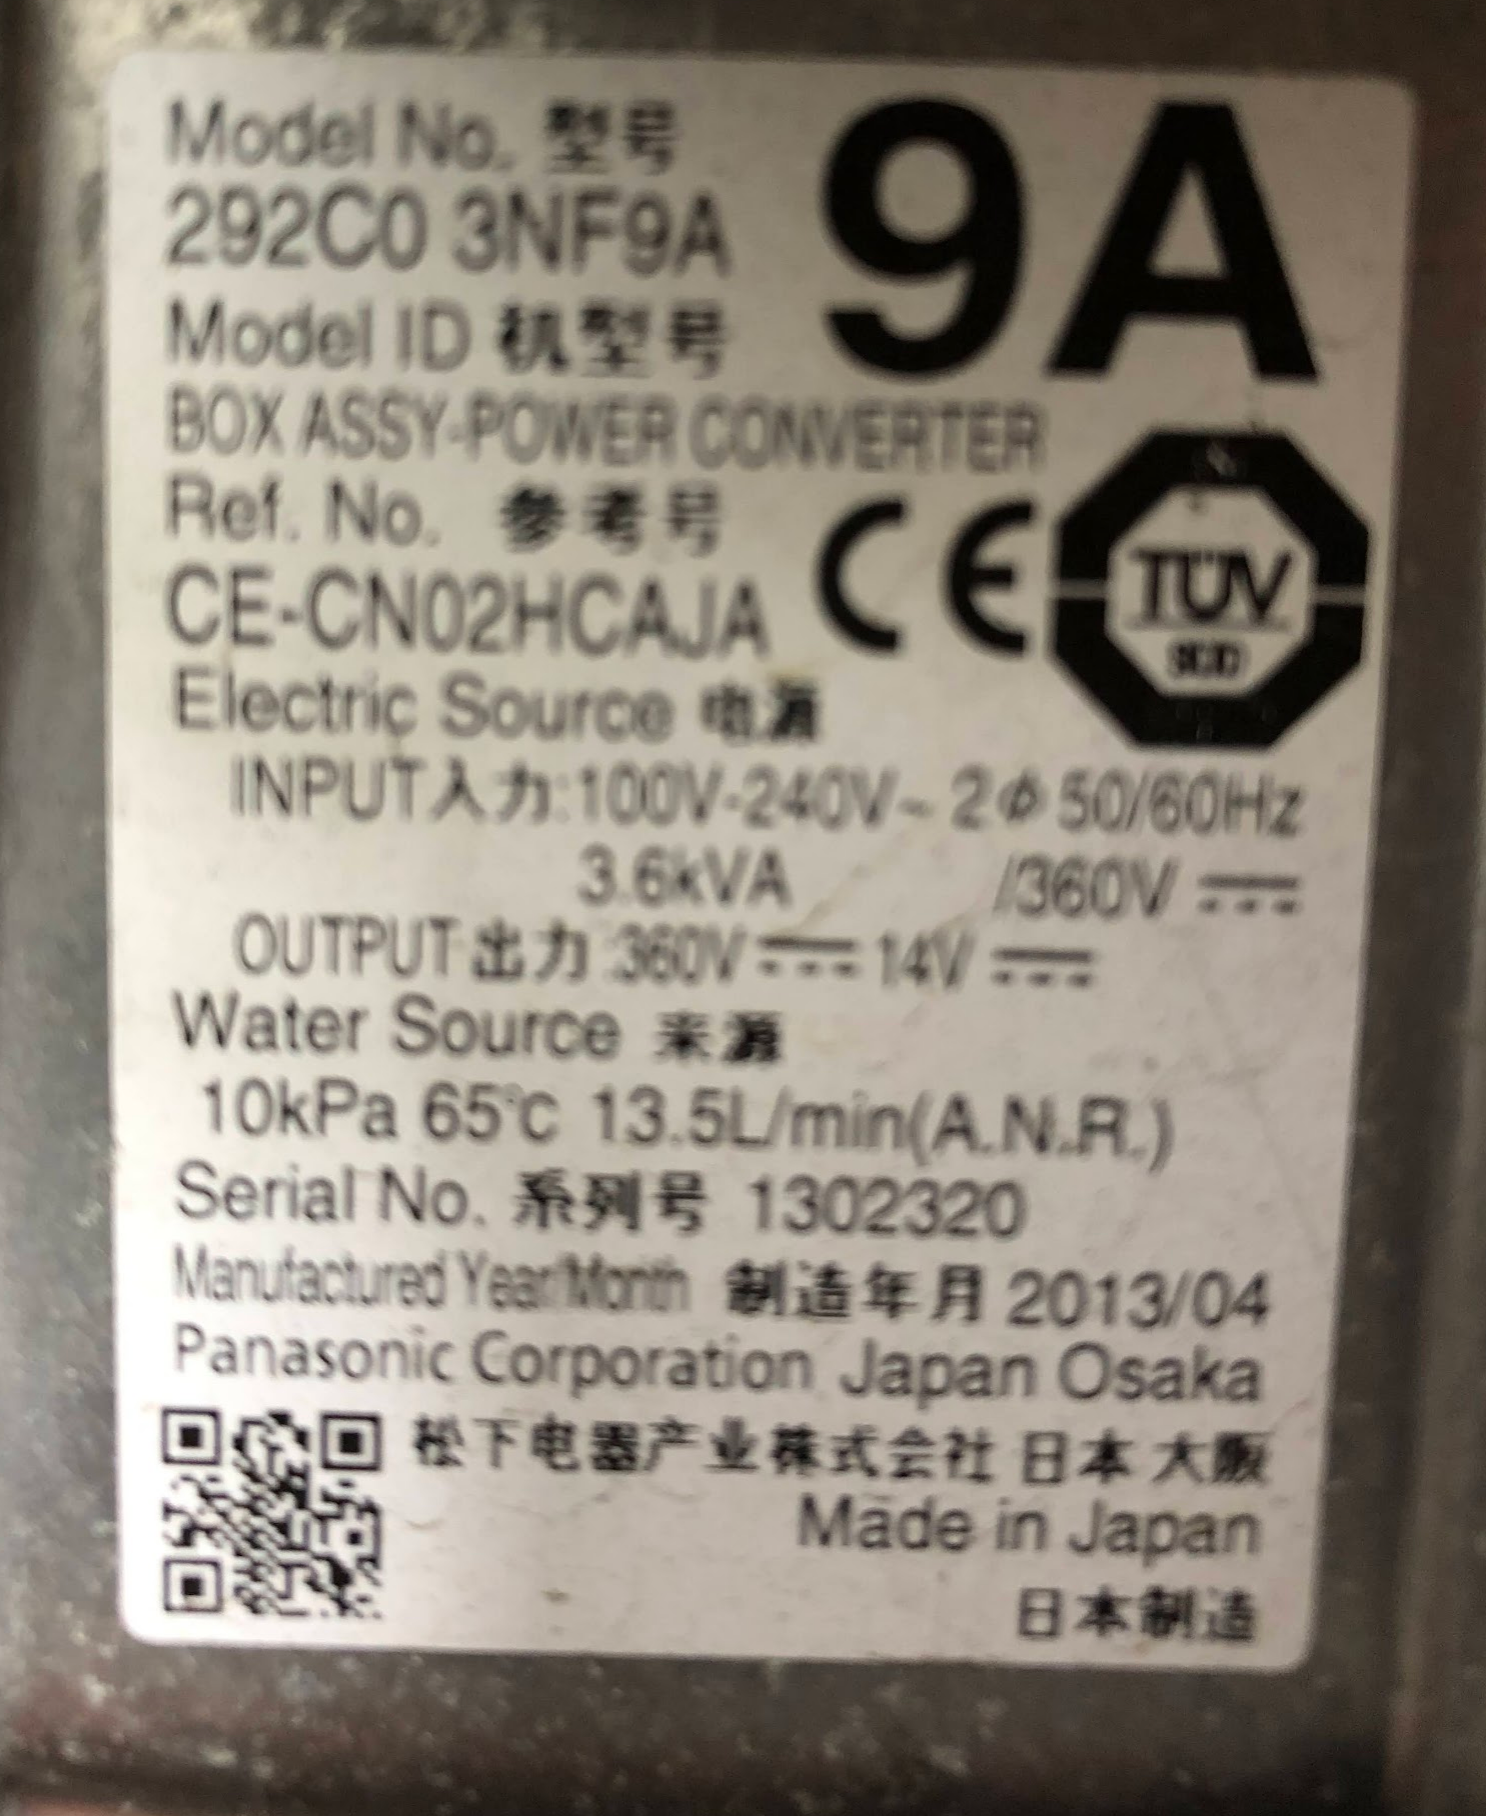 Model No. 型号
292C0 3NF9A
9A
Model ID 机型号
BOX ASSY-POWER CONVERTER
Ref. No. 参考号
CE-CN02HCAJA
CE
TÜV
Electric Source 电源
INPUT入力:100V-240V~ 2ϕ 50/60Hz
3.6kVA /360V ⎓
OUTPUT 出力:360V ⎓ 14V ⎓
Water Source 来源
10kPa 65℃ 13.5L/min(A.N.R.)
Serial No. 系列号 1302320
Manufactured Year/Month 制造年月 2013/04
Panasonic Corporation Japan Osaka
松下电器产业株式会社 日本 大阪
Made in Japan
日本制造